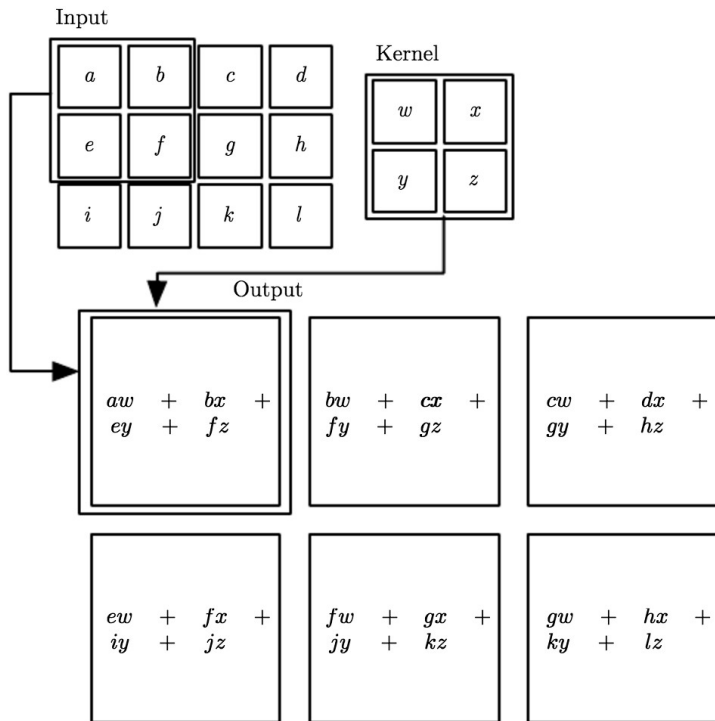 Input
a b c d
e f g h
i j k l
Kernel
w x
y z
Output
aw + bx +
ey + fz
bw + cx +
fy + gz
cw + dx +
gy + hz
ew + fx +
iy + jz
fw + gx +
jy + kz
gw + hx +
ky + lz